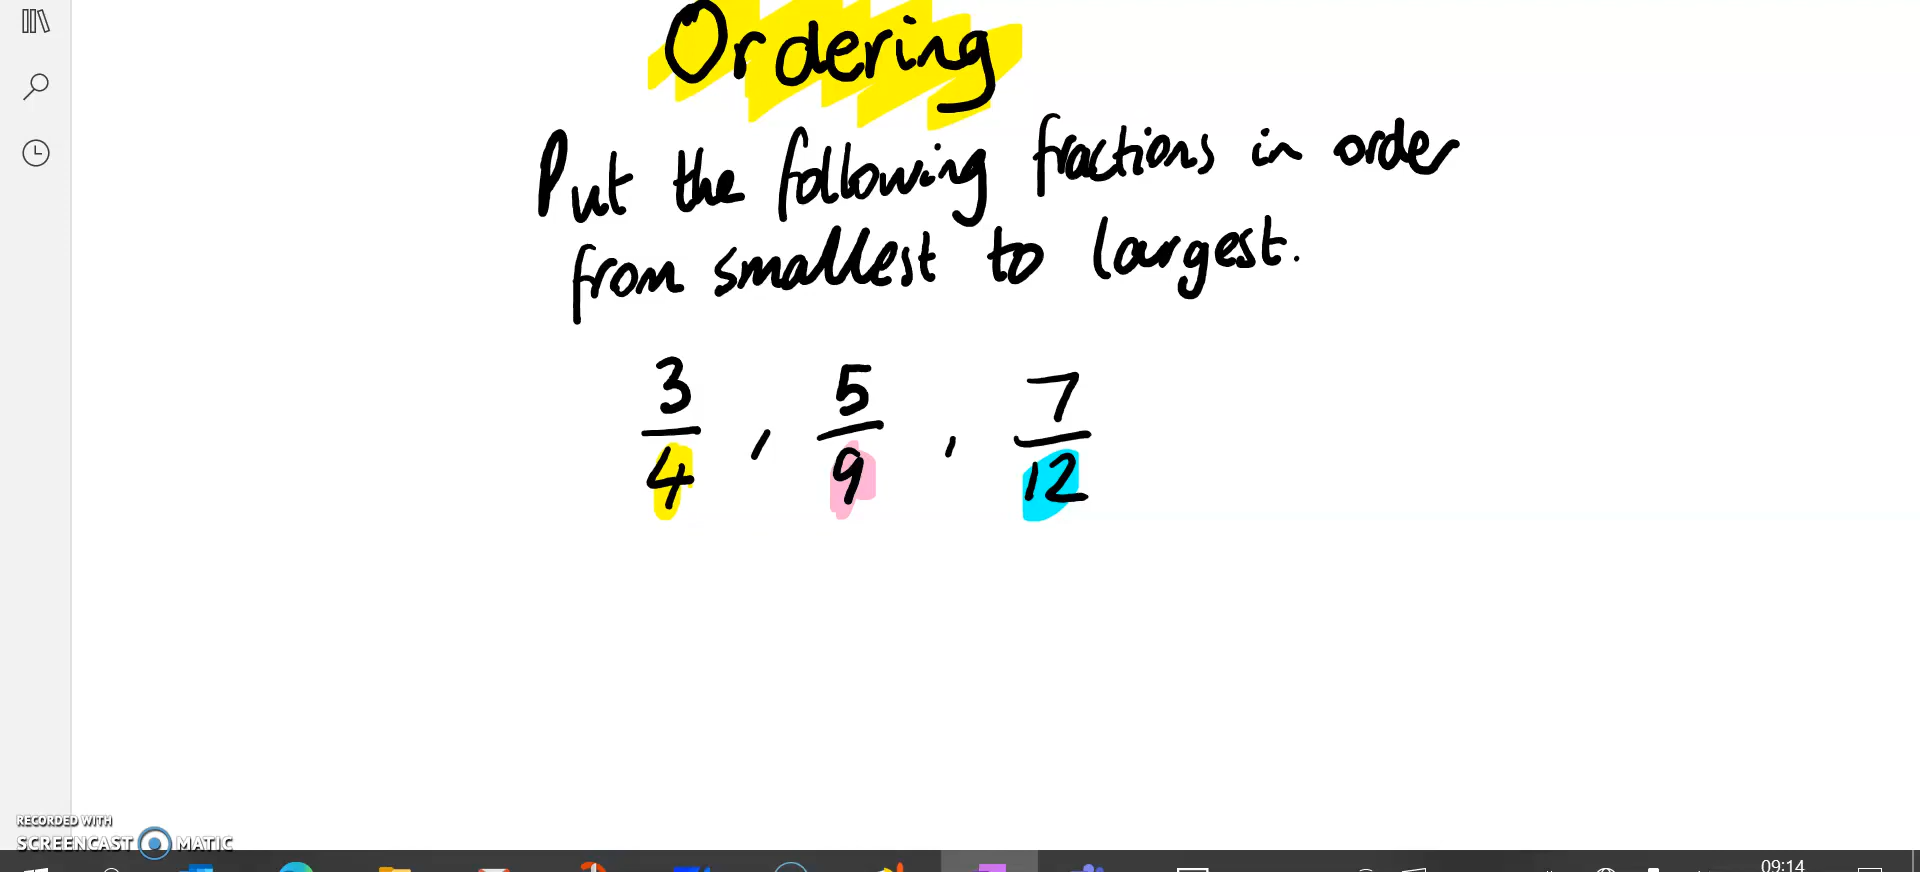 Ordering
Put the following fractions in order
from smallest to largest.
3/4 , 5/9 , 7/12
RECORDED WITH
SCREENCAST MATIC
09:14